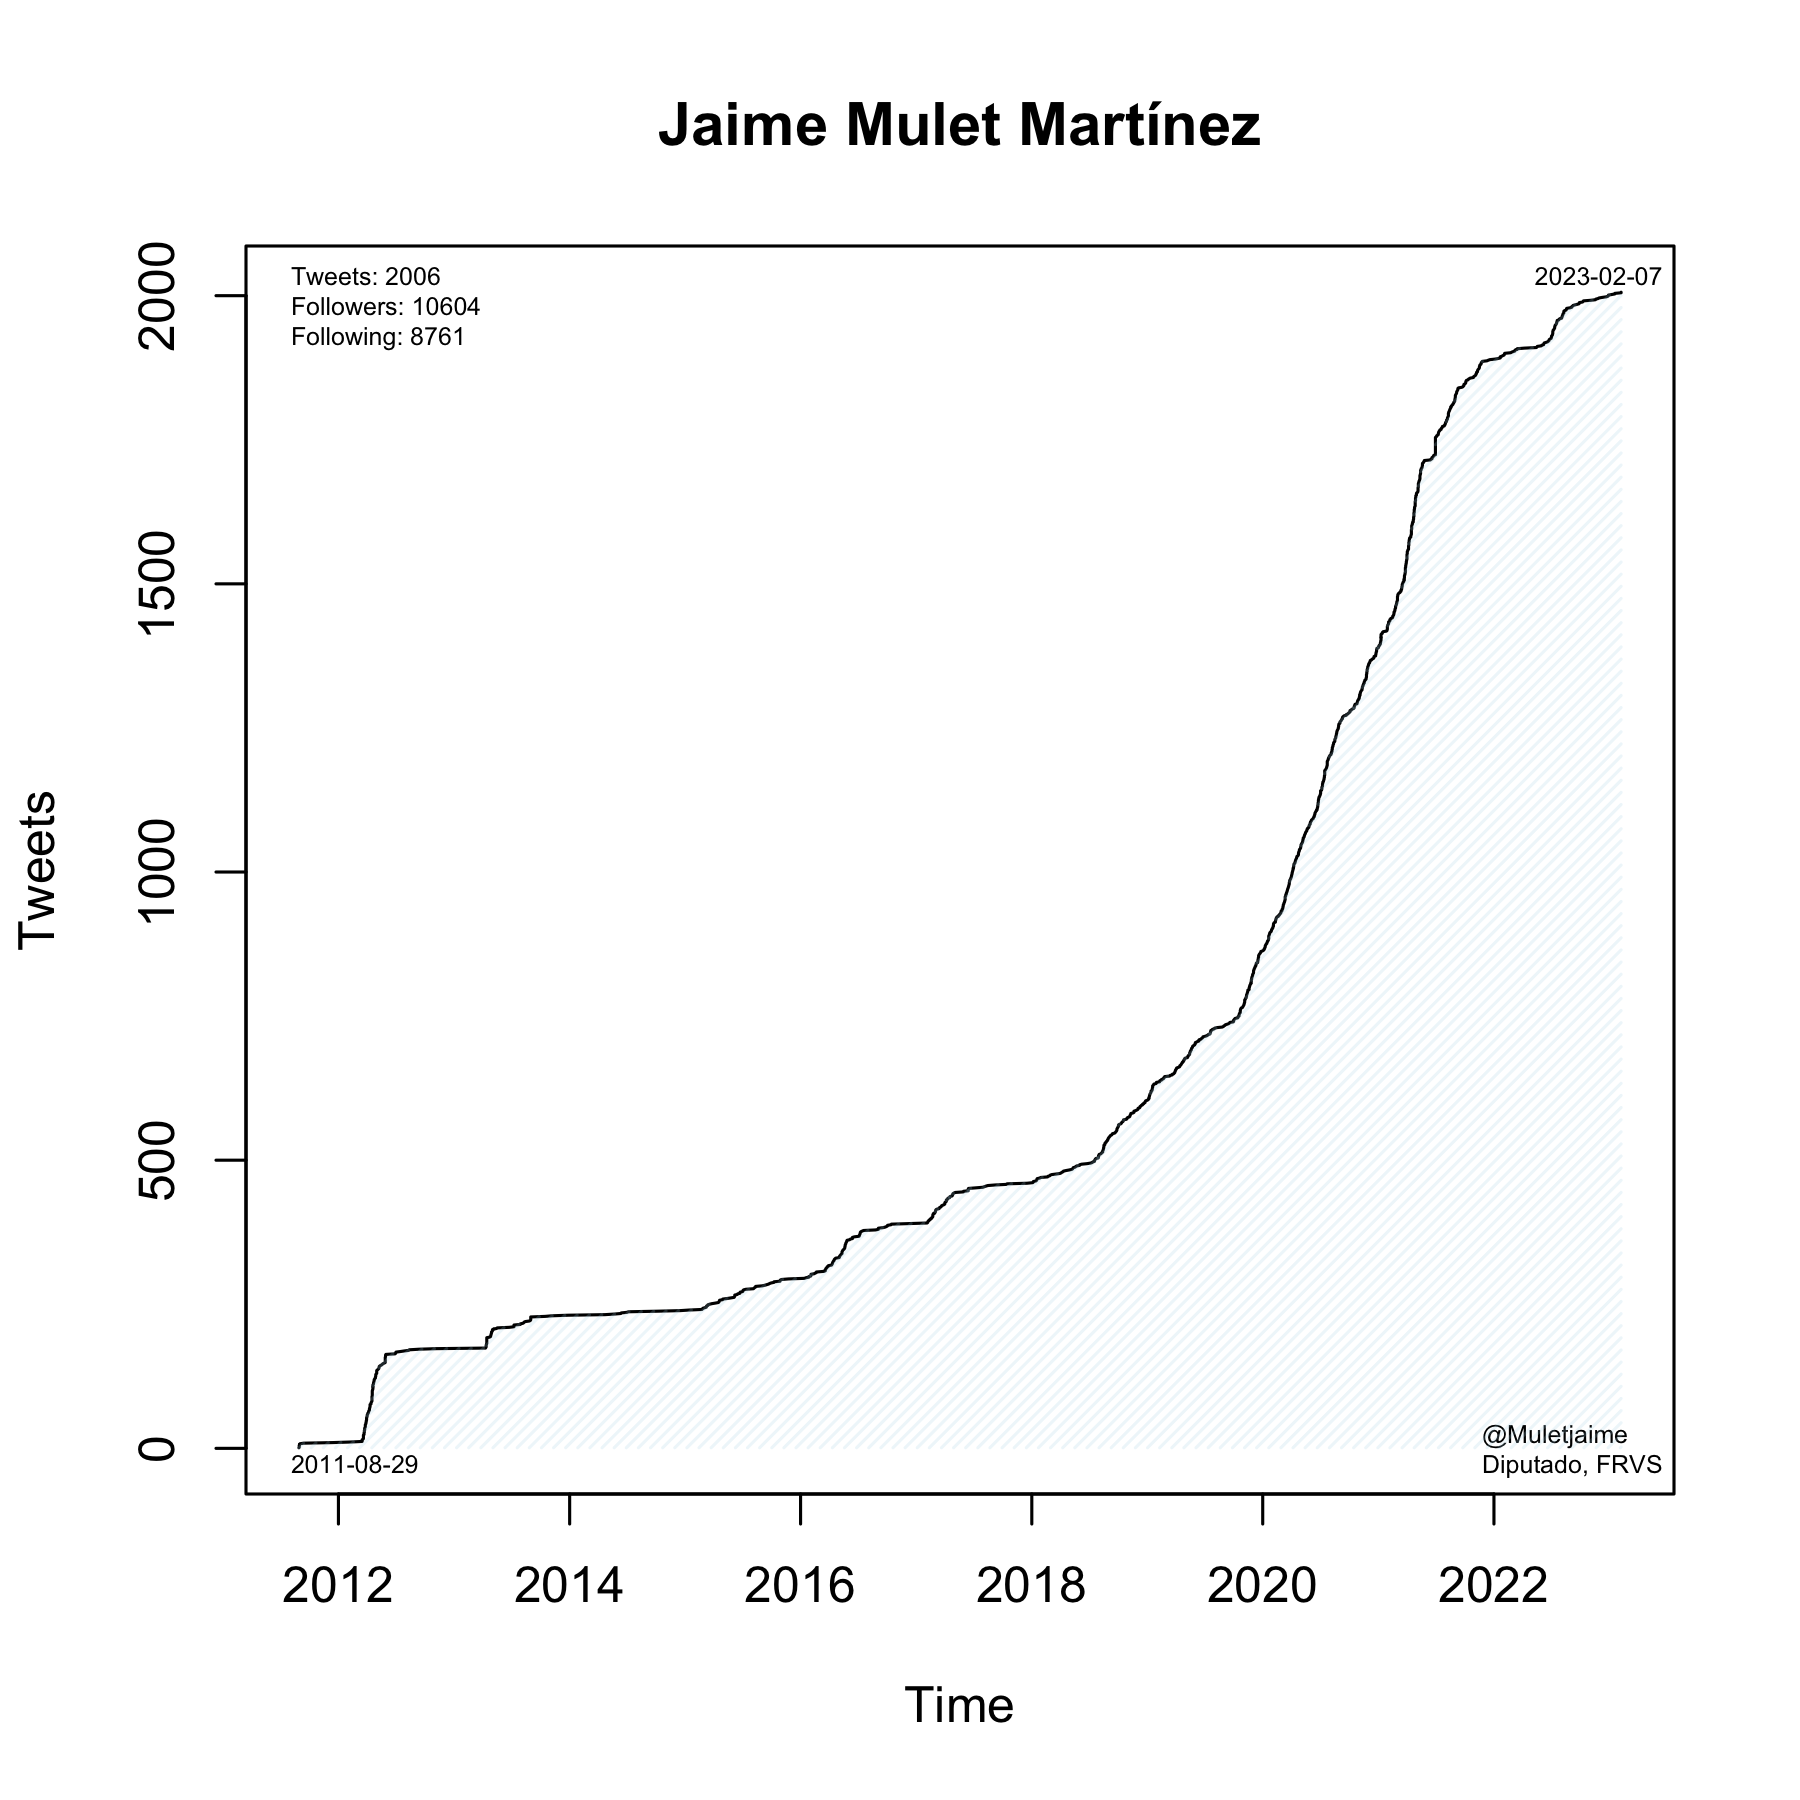 Jaime Mulet Martínez
Tweets: 2006
Followers: 10604
Following: 8761
2023-02-07
2000
1500
1000
500
0
Tweets
2011-08-29
@Muletjaime
Diputado, FRVS
2012 2014 2016 2018 2020 2022
Time